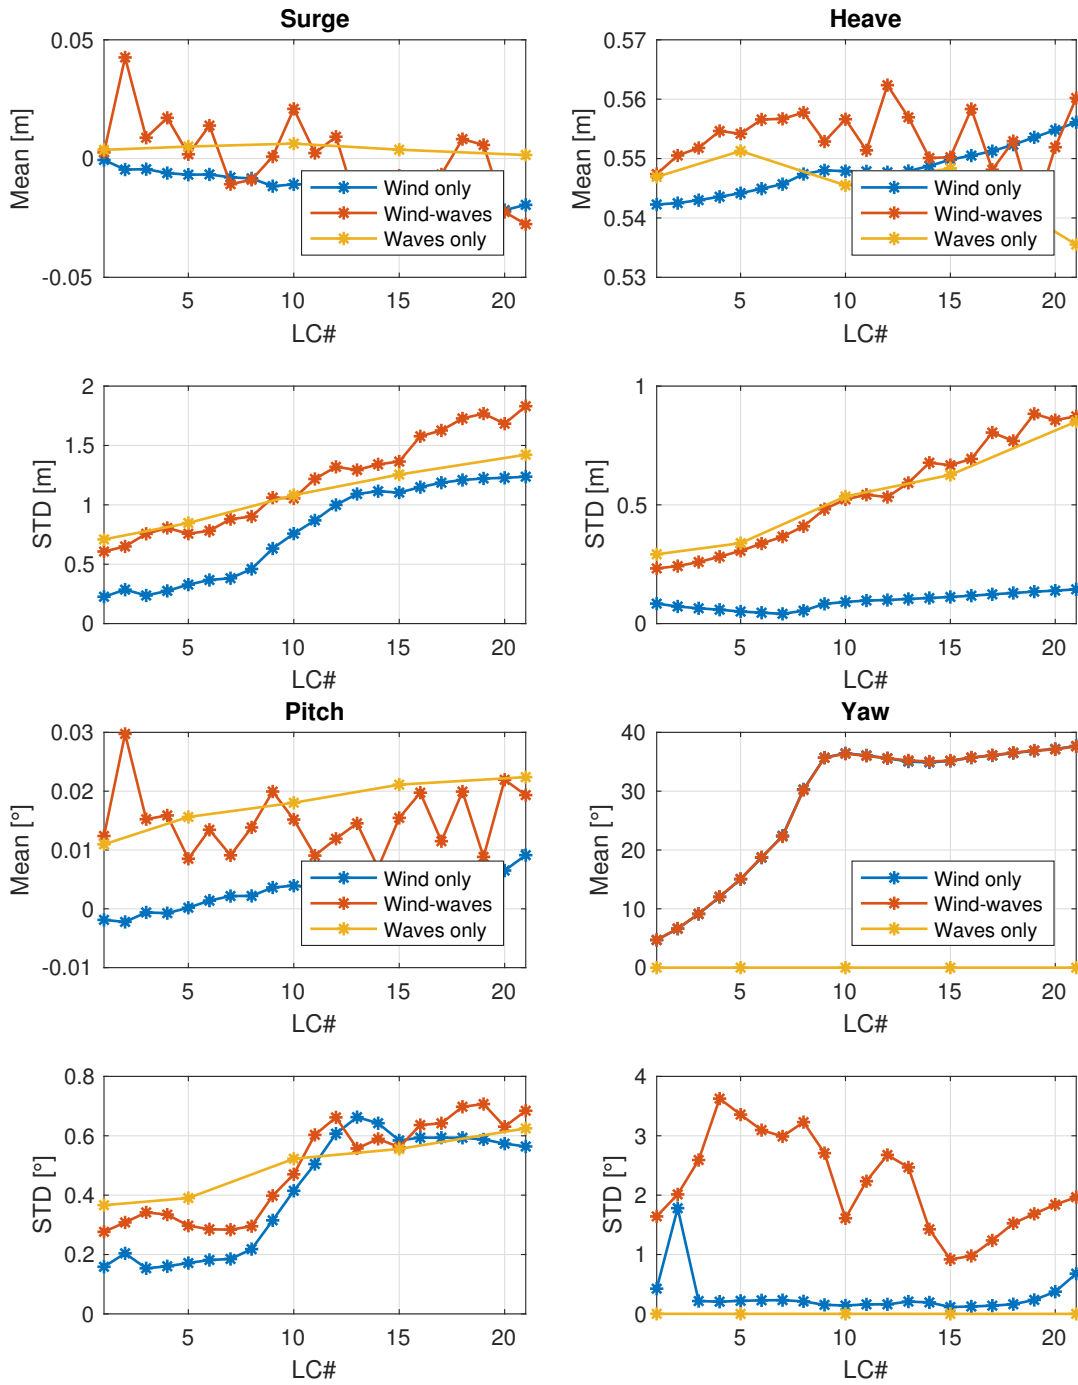 Surge
Heave
0.05
0
-0.05
Mean [m]
5
10
15
20
LC#
Wind only
Wind-waves
Waves only
0.57
0.56
0.55
0.54
0.53
Mean [m]
5
10
15
20
LC#
Wind only
Wind-waves
Waves only
2
1.5
1
0.5
0
STD [m]
5
10
15
20
LC#
1
0.5
0
STD [m]
5
10
15
20
LC#
Pitch
Yaw
0.03
0.02
0.01
0
-0.01
Mean [°]
5
10
15
20
LC#
Wind only
Wind-waves
Waves only
40
30
20
10
0
Mean [°]
5
10
15
20
LC#
Wind only
Wind-waves
Waves only
0.8
0.6
0.4
0.2
0
STD [°]
5
10
15
20
LC#
4
3
2
1
0
STD [°]
5
10
15
20
LC#